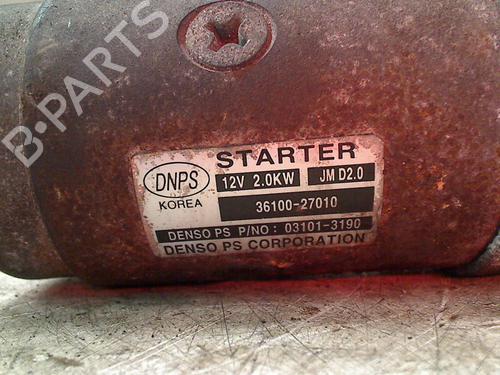 B-PARTS
STARTER
DNPS
12V 2.0KW JM D2.0
KOREA
36100-27010
DENSO PS P/NO : 03101-3190
DENSO PS CORPORATION